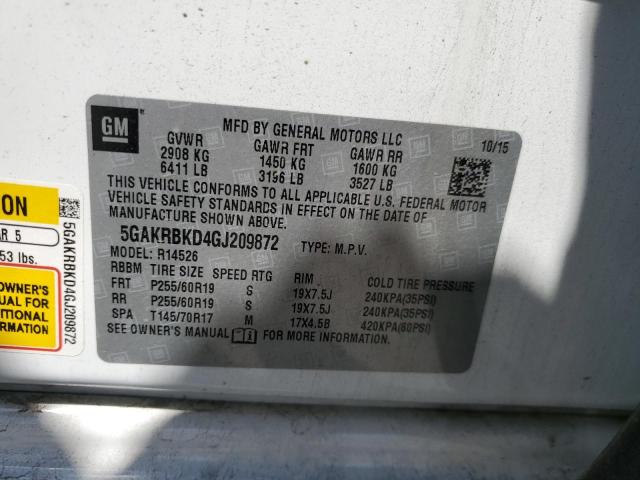 GM
MFD BY GENERAL MOTORS LLC
10/15
GVWR GAWR FRT GAWR RR
2908 KG 1450 KG 1600 KG
6411 LB 3196 LB 3527 LB
THIS VEHICLE CONFORMS TO ALL APPLICABLE U.S. FEDERAL MOTOR
VEHICLE SAFETY STANDARDS IN EFFECT ON THE DATE OF
MANUFACTURE SHOWN ABOVE.
5GAKRBKD4GJ209872 TYPE: M.P.V.
MODEL: R14526
RBBM TIRE SIZE SPEED RTG RIM COLD TIRE PRESSURE
FRT P255/60R19 S 19X7.5J 240KPA(35PSI)
RR P255/60R19 S 19X7.5J 240KPA(35PSI)
SPA T145/70R17 M 17X4.5B 420KPA(60PSI)
SEE OWNER'S MANUAL FOR MORE INFORMATION.
ION
AR 5
53 lbs.
OWNER'S
NUAL FOR
TIONAL
MATION
5GAKRBKD4GJ209872